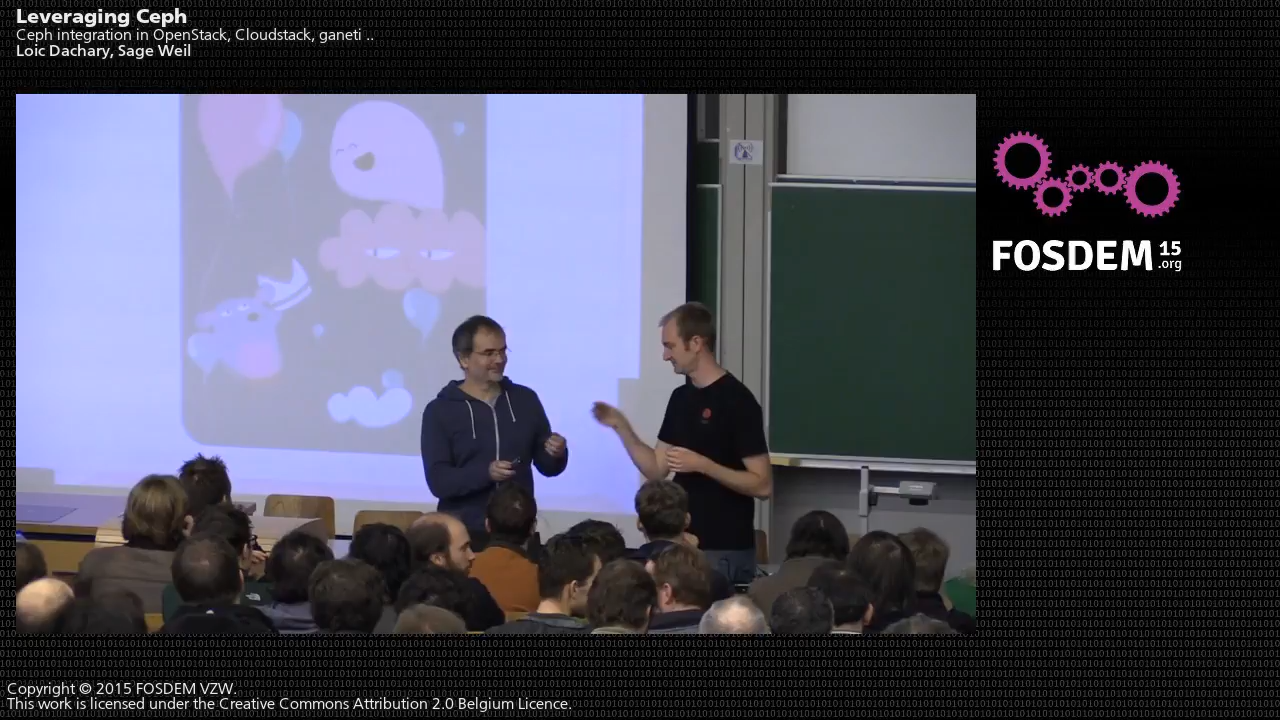 Leveraging Ceph
Ceph integration in OpenStack, Cloudstack, ganeti ..
Loic Dachary, Sage Weil
FOSDEM 15
.org
Copyright © 2015 FOSDEM VZW.
This work is licensed under the Creative Commons Attribution 2.0 Belgium Licence.